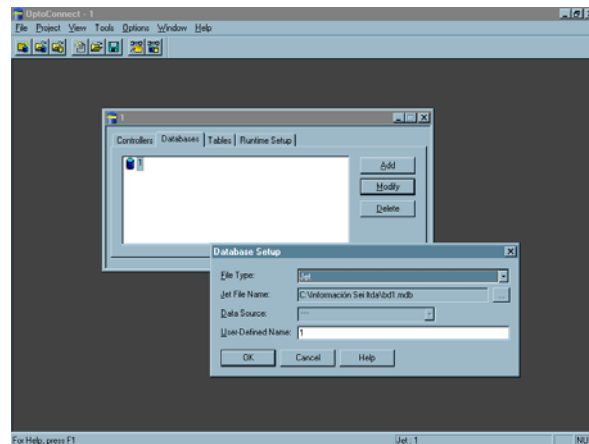 OptoConnect - 1
File Project View Tools Options Window Help
1
Controllers Databases Tables Runtime Setup
1
Add
Modify
Delete
Database Setup
File Type: Jet
Jet File Name: C:\Información Sei ltda\bd1.mdb ...
Data Source: ---
User-Defined Name: 1
OK Cancel Help
For Help, press F1 Jet : 1 NU